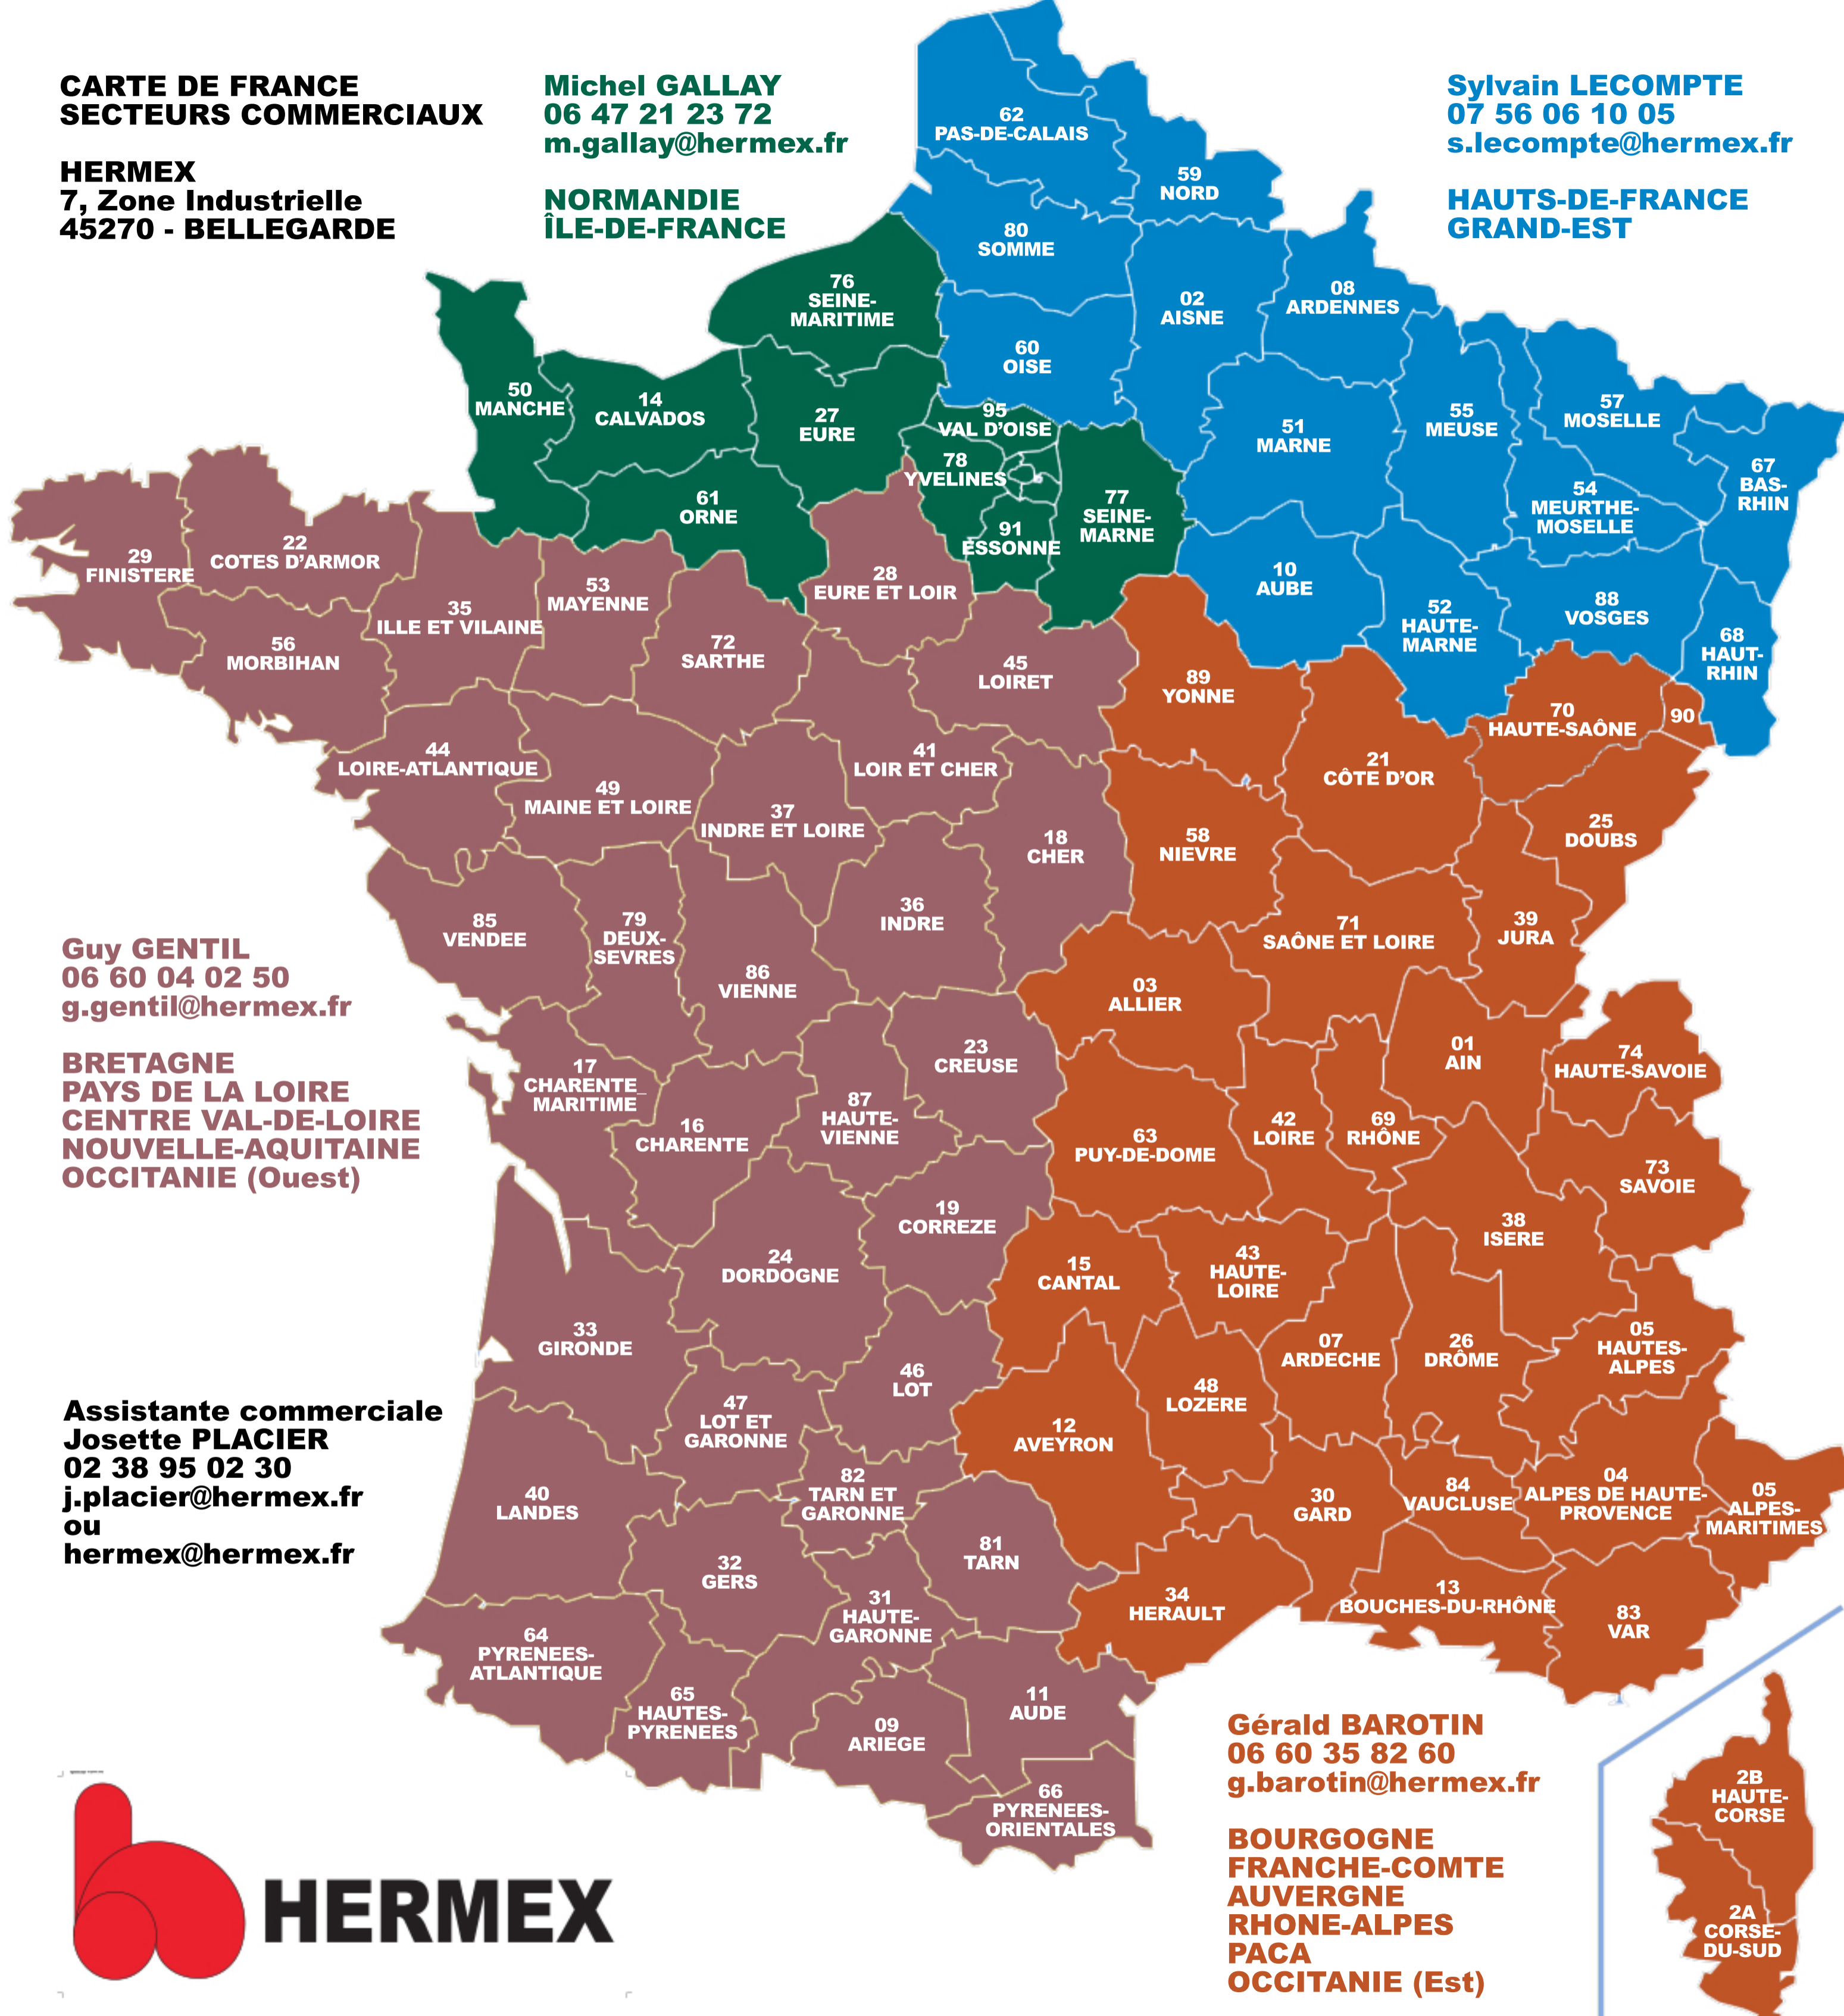 CARTE DE FRANCE
SECTEURS COMMERCIAUX
HERMEX
7, Zone Industrielle
45270 - BELLEGARDE
Michel GALLAY
06 47 21 23 72
m.gallay@hermex.fr
NORMANDIE
ÎLE-DE-FRANCE
Sylvain LECOMPTE
07 56 06 10 05
s.lecompte@hermex.fr
HAUTS-DE-FRANCE
GRAND-EST
62
PAS-DE-CALAIS
59
NORD
80
SOMME
02
AISNE
08
ARDENNES
60
OISE
51
MARNE
55
MEUSE
57
MOSELLE
67
BAS-
RHIN
54
MEURTHE-
MOSELLE
10
AUBE
52
HAUTE-
MARNE
88
VOSGES
68
HAUT-
RHIN
76
SEINE-
MARITIME
50
MANCHE
14
CALVADOS
27
EURE
95
VAL D'OISE
78
YVELINES
61
ORNE
91
ESSONNE
77
SEINE-
MARNE
29
FINISTERE
22
COTES D'ARMOR
56
MORBIHAN
35
ILLE ET VILAINE
53
MAYENNE
72
SARTHE
28
EURE ET LOIR
45
LOIRET
44
LOIRE-ATLANTIQUE
49
MAINE ET LOIRE
37
INDRE ET LOIRE
41
LOIR ET CHER
18
CHER
36
INDRE
85
VENDEE
79
DEUX-
SEVRES
86
VIENNE
89
YONNE
21
CÔTE D'OR
70
HAUTE-SAÔNE
90
58
NIEVRE
25
DOUBS
71
SAÔNE ET LOIRE
39
JURA
03
ALLIER
01
AIN
74
HAUTE-SAVOIE
63
PUY-DE-DOME
42
LOIRE
69
RHÔNE
73
SAVOIE
38
ISERE
15
CANTAL
43
HAUTE-
LOIRE
07
ARDECHE
26
DRÔME
05
HAUTES-
ALPES
12
AVEYRON
48
LOZERE
30
GARD
84
VAUCLUSE
04
ALPES DE HAUTE-
PROVENCE
05
ALPES-
MARITIMES
34
HERAULT
13
BOUCHES-DU-RHÔNE
83
VAR
Guy GENTIL
06 60 04 02 50
g.gentil@hermex.fr
BRETAGNE
PAYS DE LA LOIRE
CENTRE VAL-DE-LOIRE
NOUVELLE-AQUITAINE
OCCITANIE (Ouest)
17
CHARENTE_
MARITIME
16
CHARENTE
87
HAUTE-
VIENNE
23
CREUSE
19
CORREZE
24
DORDOGNE
33
GIRONDE
46
LOT
47
LOT ET
GARONNE
82
TARN ET
GARONNE
40
LANDES
32
GERS
81
TARN
31
HAUTE-
GARONNE
64
PYRENEES-
ATLANTIQUE
65
HAUTES-
PYRENEES
09
ARIEGE
11
AUDE
66
PYRENEES-
ORIENTALES
Assistante commerciale
Josette PLACIER
02 38 95 02 30
j.placier@hermex.fr
ou
hermex@hermex.fr
Gérald BAROTIN
06 60 35 82 60
g.barotin@hermex.fr
BOURGOGNE
FRANCHE-COMTE
AUVERGNE
RHONE-ALPES
PACA
OCCITANIE (Est)
2B
HAUTE-
CORSE
2A
CORSE-
DU-SUD
HERMEX